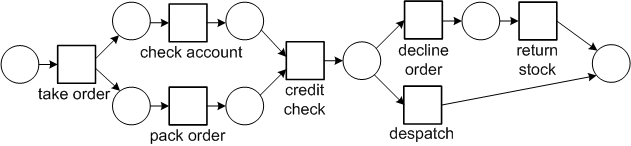 take order
check account
pack order
credit
check
decline
order
return
stock
despatch